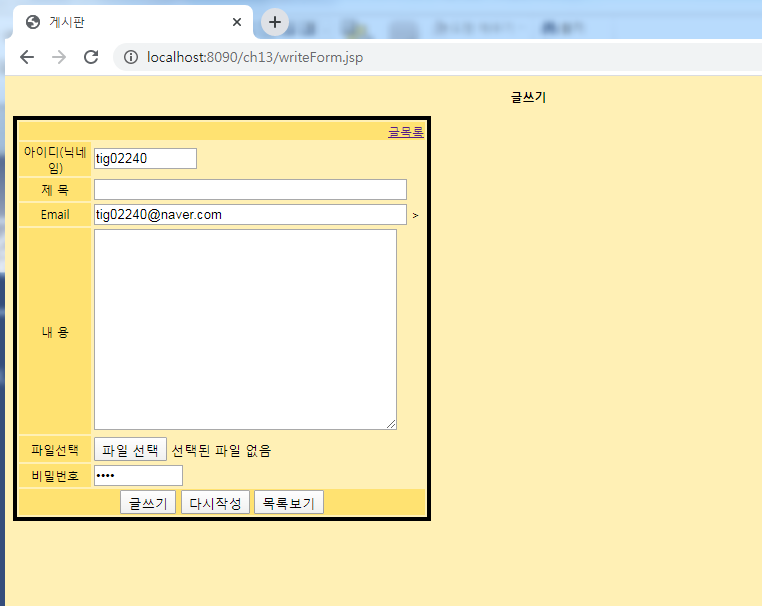 게시판
localhost:8090/ch13/writeForm.jsp
글쓰기
글목록
아이디(닉네
임)
tig02240
제 목
Email
tig02240@naver.com
>
내 용
파일선택
파일 선택 선택된 파일 없음
비밀번호
••••
글쓰기 다시작성 목록보기